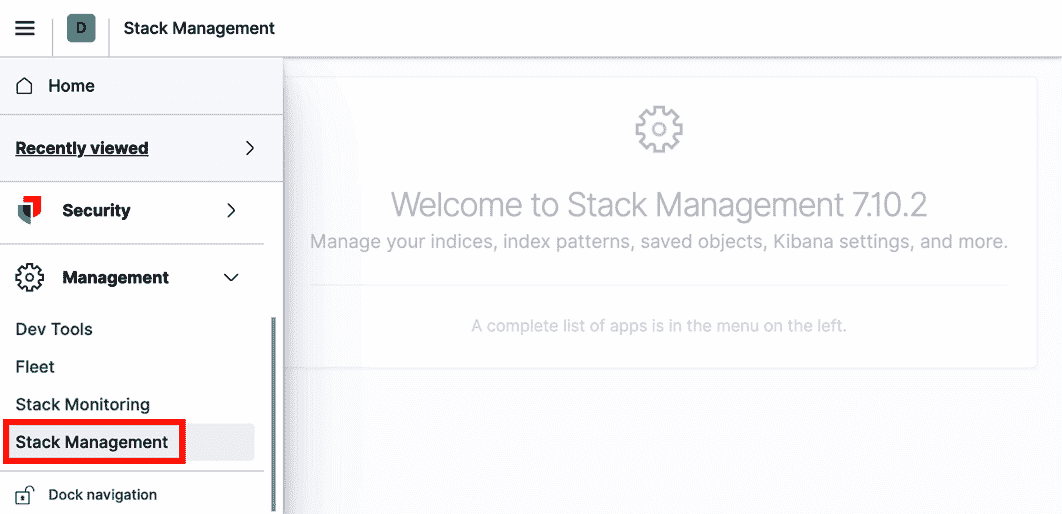 D
Stack Management
Home
Recently viewed
Security
Management
Dev Tools
Fleet
Stack Monitoring
Stack Management
Dock navigation
Welcome to Stack Management 7.10.2
Manage your indices, index patterns, saved objects, Kibana settings, and more.
A complete list of apps is in the menu on the left.